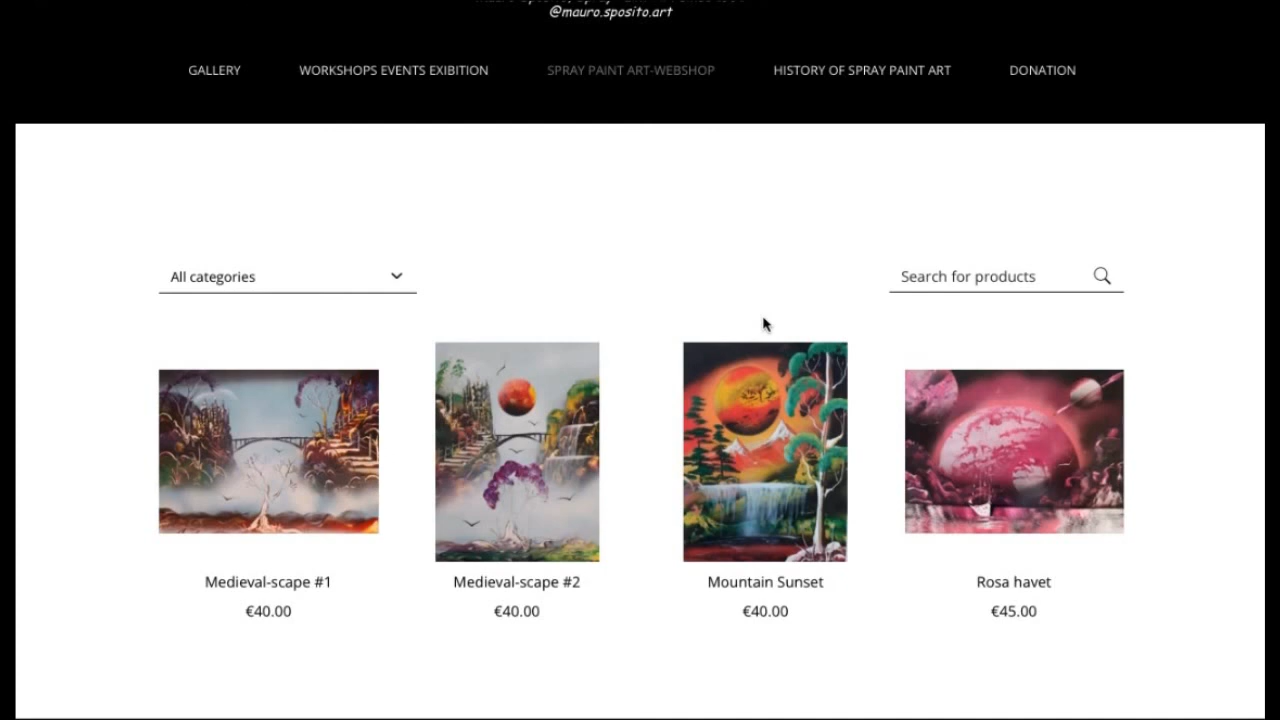 @mauro.sposito.art
GALLERY WORKSHOPS EVENTS EXIBITION SPRAY PAINT ART-WEBSHOP HISTORY OF SPRAY PAINT ART DONATION
All categories Search for products
Medieval-scape #1 Medieval-scape #2 Mountain Sunset Rosa havet
€40.00 €40.00 €40.00 €45.00